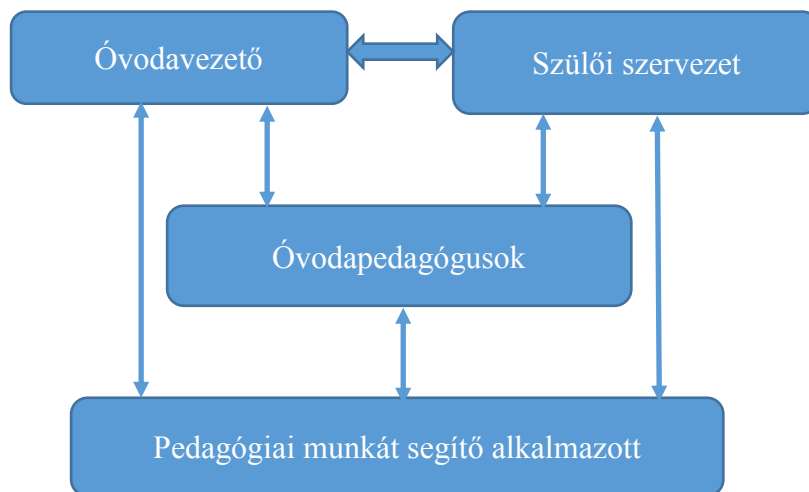 Óvodavezető
Szülői szervezet
Óvodapedagógusok
Pedagógiai munkát segítő alkalmazott